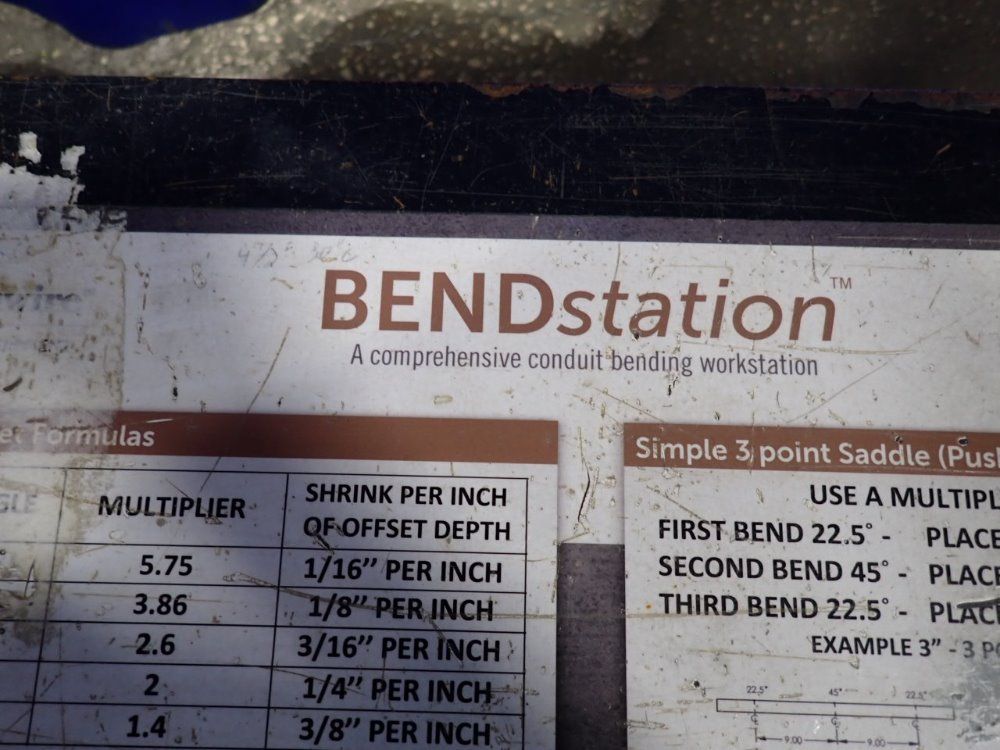 BENDstation™
A comprehensive conduit bending workstation
Formulas
MULTIPLIER
SHRINK PER INCH
OF OFFSET DEPTH
5.75
1/16” PER INCH
3.86
1/8” PER INCH
2.6
3/16” PER INCH
2
1/4” PER INCH
1.4
3/8” PER INCH
Simple 3 point Saddle (Push
USE A MULTIPL
FIRST BEND 22.5° - PLACE
SECOND BEND 45° - PLACE
THIRD BEND 22.5° - PLAC
EXAMPLE 3” - 3 PO
22.5° 45° 22.5°
9.00 9.00